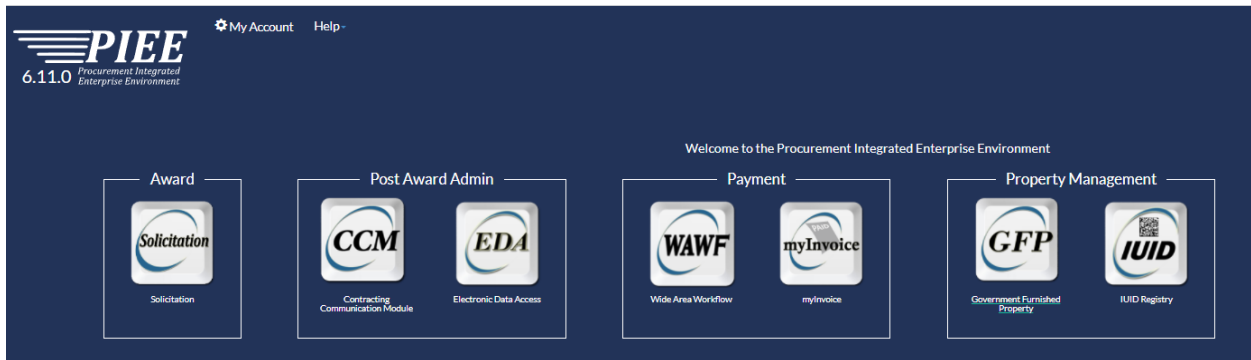 My Account Help
PIEE
6.11.0 Procurement Integrated
Enterprise Environment
Welcome to the Procurement Integrated Enterprise Environment
Award
Solicitation
Solicitation
Post Award Admin
CCM
Contracting
Communication Module
EDA
Electronic Data Access
Payment
WAWF
Wide Area Workflow
PAID
myInvoice
myInvoice
Property Management
GFP
Government Furnished
Property
IUID
IUID Registry